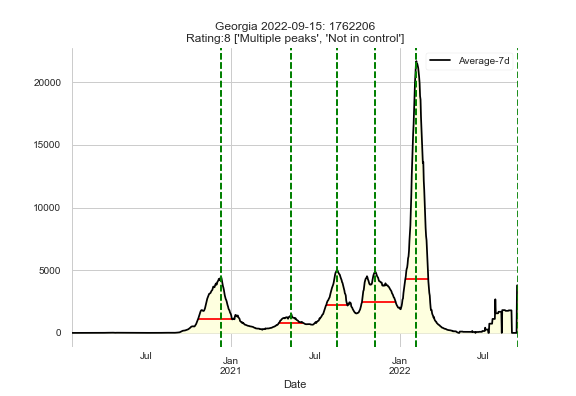 Georgia 2022-09-15: 1762206
Rating:8 ['Multiple peaks', 'Not in control']
Average-7d
20000
15000
10000
5000
0
Jul
Jan
2021
Jul
Jan
2022
Jul
Date